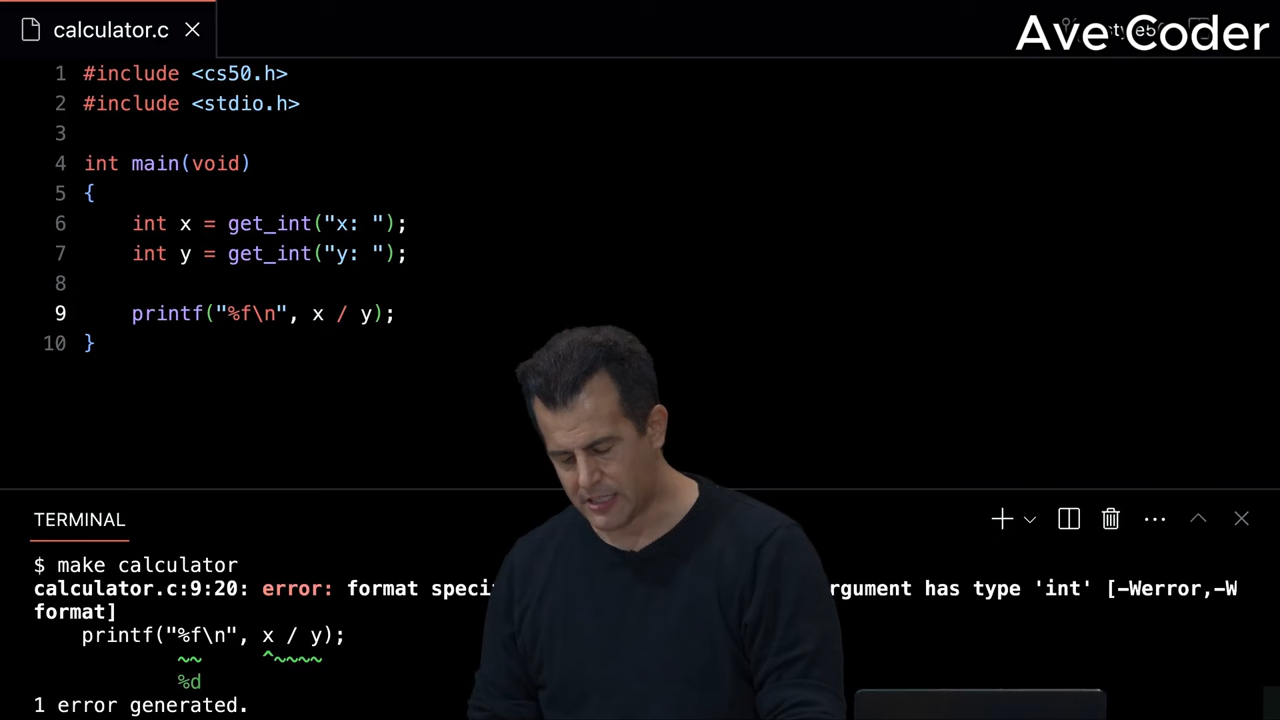 calculator.c
Ave Coder
1 #include <cs50.h>
2 #include <stdio.h>
3
4 int main(void)
5 {
6 int x = get_int("x: ");
7 int y = get_int("y: ");
8
9 printf("%f\n", x / y);
10 }
TERMINAL
$ make calculator
calculator.c:9:20: error: format argument has type 'int' [-Werror,-W
format]
printf("%f\n", x / y);
~~ ^~~~~
%d
1 error generated.